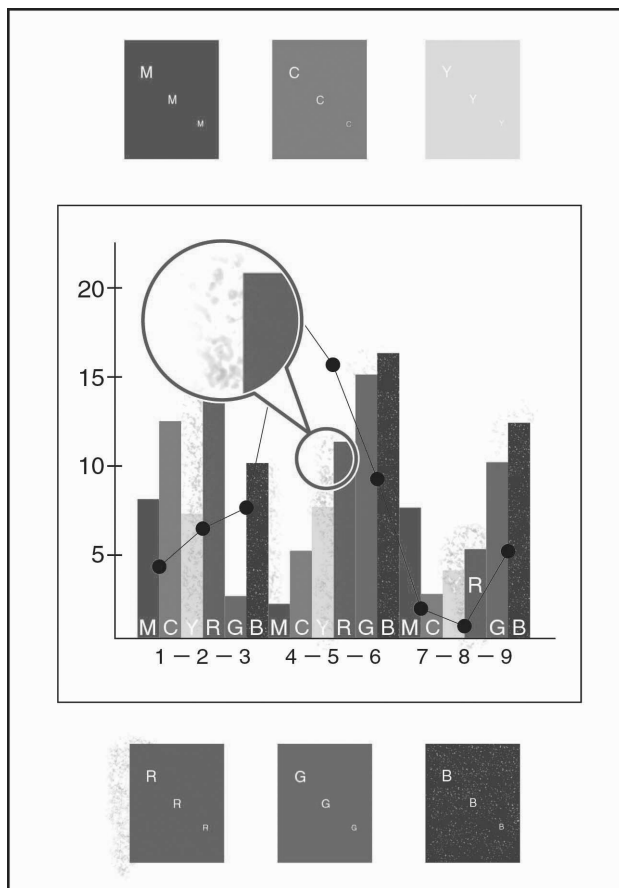 M C Y
M C Y
M C Y
20
15
10
5
R
M C Y R G B M C Y R G B M C G B
1 – 2 – 3 4 – 5 – 6 7 – 8 – 9
R G B
R G B
R G B